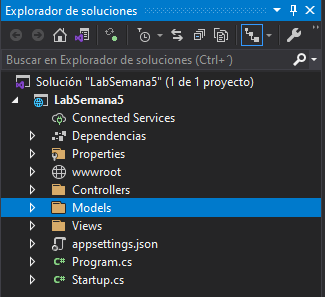 Explorador de soluciones
Buscar en Explorador de soluciones (Ctrl+´)
Solución "LabSemana5" (1 de 1 proyecto)
LabSemana5
Connected Services
Dependencias
Properties
wwwroot
Controllers
Models
Views
appsettings.json
C# Program.cs
C# Startup.cs